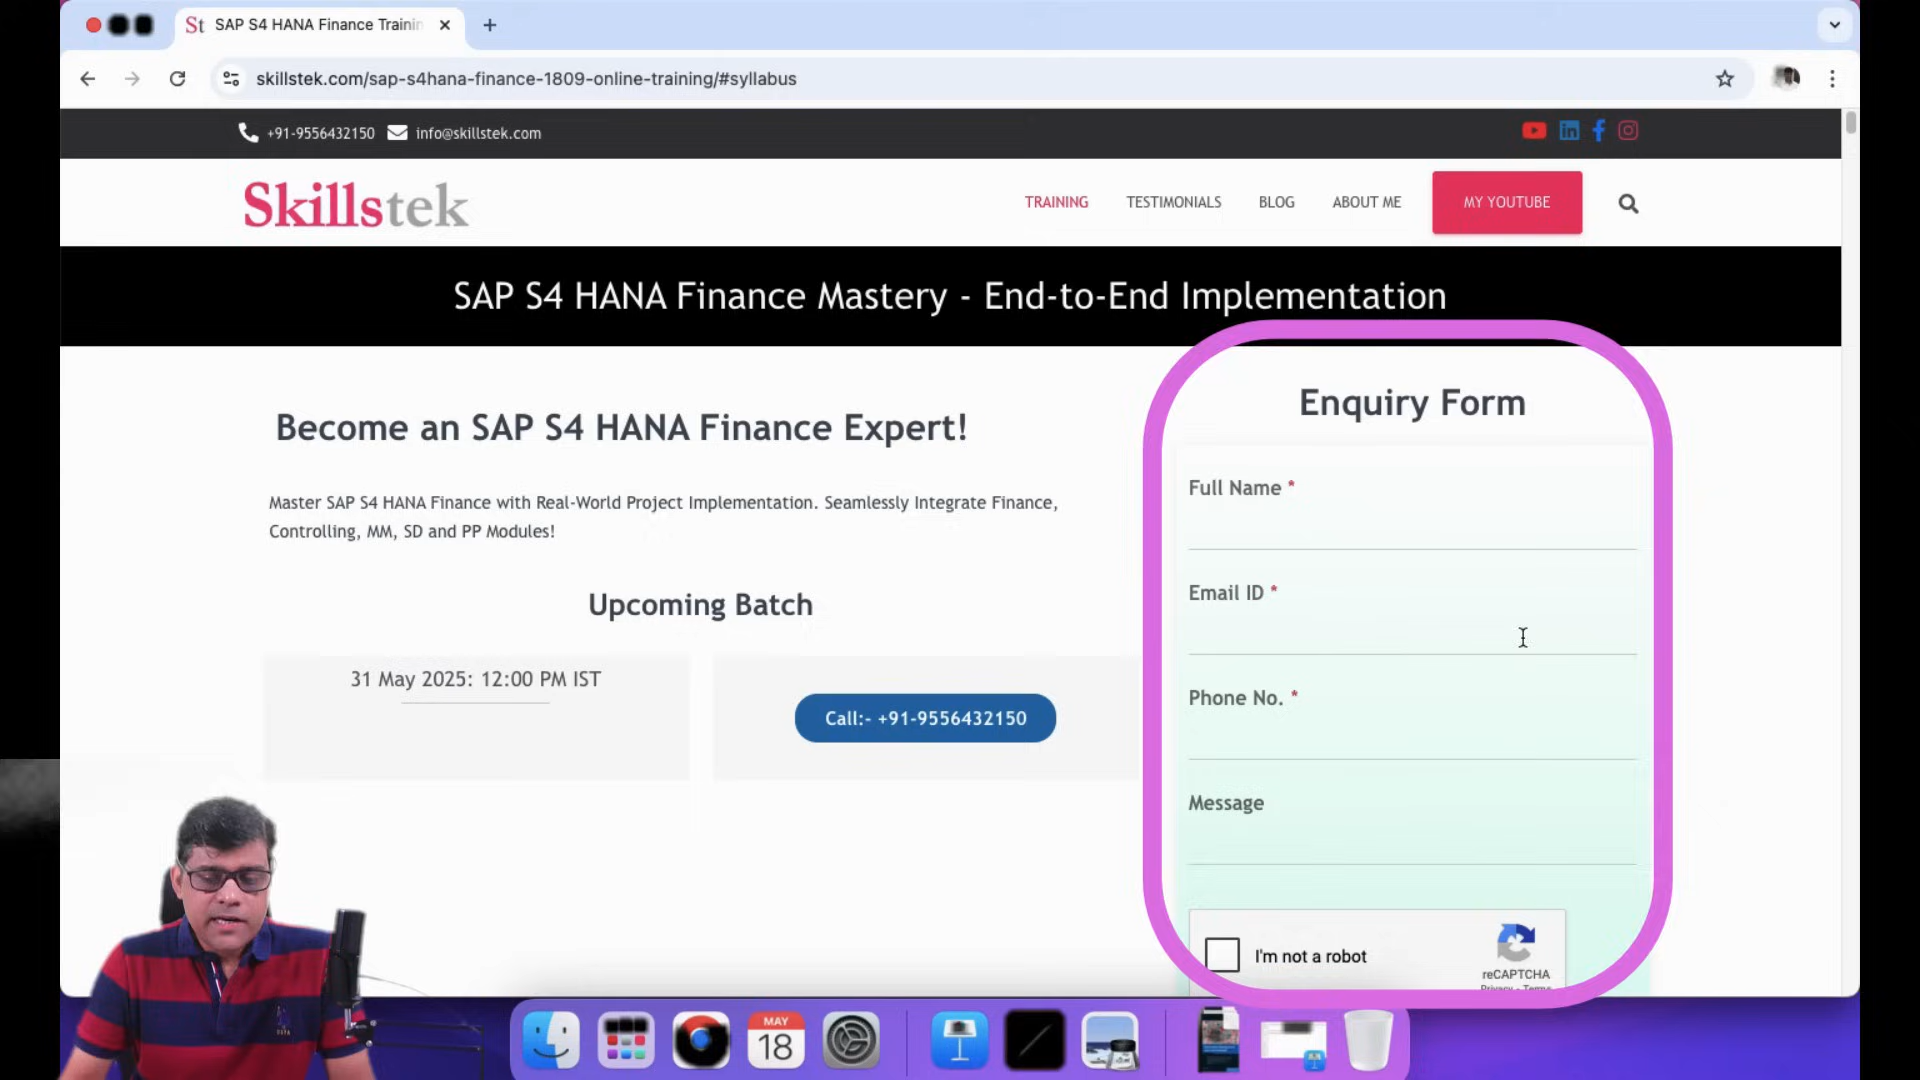 St SAP S4 HANA Finance Trainin
skillstek.com/sap-s4hana-finance-1809-online-training/#syllabus
+91-9556432150 info@skillstek.com
Skillstek
TRAINING TESTIMONIALS BLOG ABOUT ME MY YOUTUBE
SAP S4 HANA Finance Mastery - End-to-End Implementation
Become an SAP S4 HANA Finance Expert!
Master SAP S4 HANA Finance with Real-World Project Implementation. Seamlessly Integrate Finance,
Controlling, MM, SD and PP Modules!
Upcoming Batch
31 May 2025: 12:00 PM IST
Call:- +91-9556432150
Enquiry Form
Full Name *
Email ID *
Phone No. *
Message
I'm not a robot
reCAPTCHA
Privacy - Terms
MAY
18